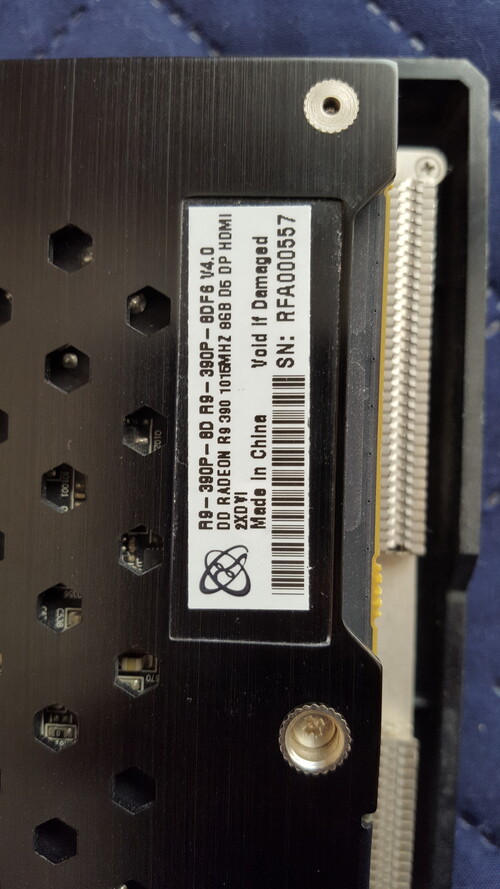 R9-390P-8D R9-390P-8DF6 V4.0
DD RADEON R9 390 1015MHZ 8GB D5 DP HDMI
2XDVI
Made in China Void If Damaged
SN: RFA000557